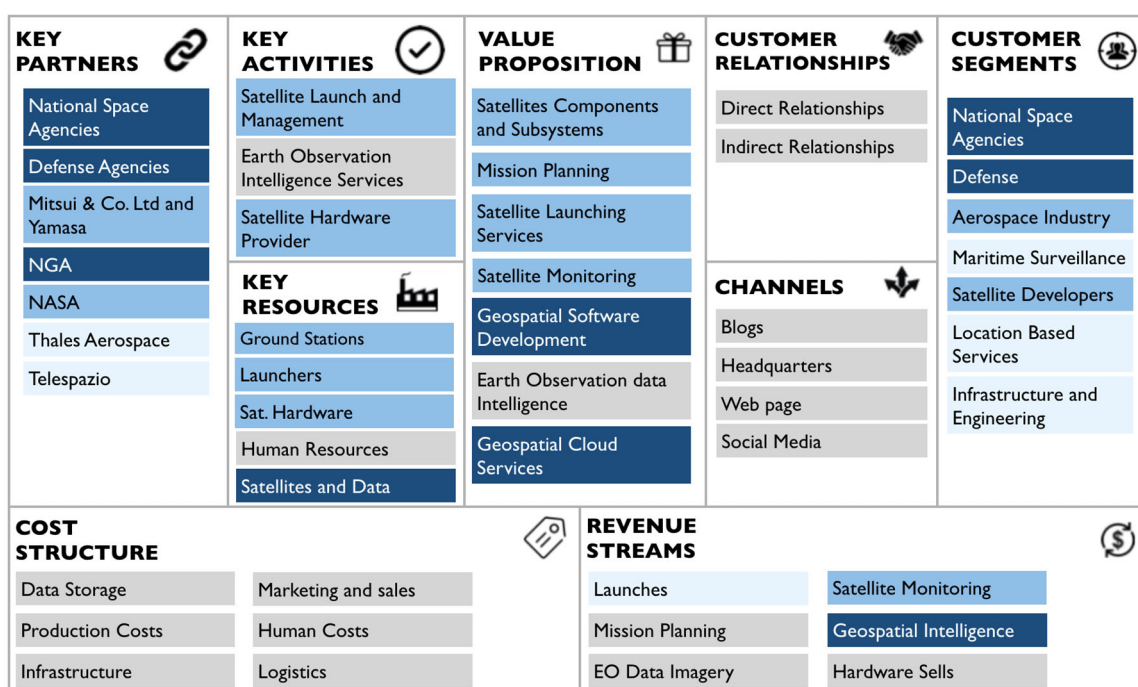 KEY
PARTNERS
National Space
Agencies
Defense Agencies
Mitsui & Co. Ltd and
Yamasa
NGA
NASA
Thales Aerospace
Telespazio
KEY
ACTIVITIES
Satellite Launch and
Management
Earth Observation
Intelligence Services
Satellite Hardware
Provider
KEY
RESOURCES
Ground Stations
Launchers
Sat. Hardware
Human Resources
Satellites and Data
VALUE
PROPOSITION
Satellites Components
and Subsystems
Mission Planning
Satellite Launching
Services
Satellite Monitoring
Geospatial Software
Development
Earth Observation data
Intelligence
Geospatial Cloud
Services
CUSTOMER
RELATIONSHIPS
Direct Relationships
Indirect Relationships
CHANNELS
Blogs
Headquarters
Web page
Social Media
CUSTOMER
SEGMENTS
National Space
Agencies
Defense
Aerospace Industry
Maritime Surveillance
Satellite Developers
Location Based
Services
Infrastructure and
Engineering
COST
STRUCTURE
Data Storage
Production Costs
Infrastructure
Marketing and sales
Human Costs
Logistics
REVENUE
STREAMS
Launches
Mission Planning
EO Data Imagery
Satellite Monitoring
Geospatial Intelligence
Hardware Sells